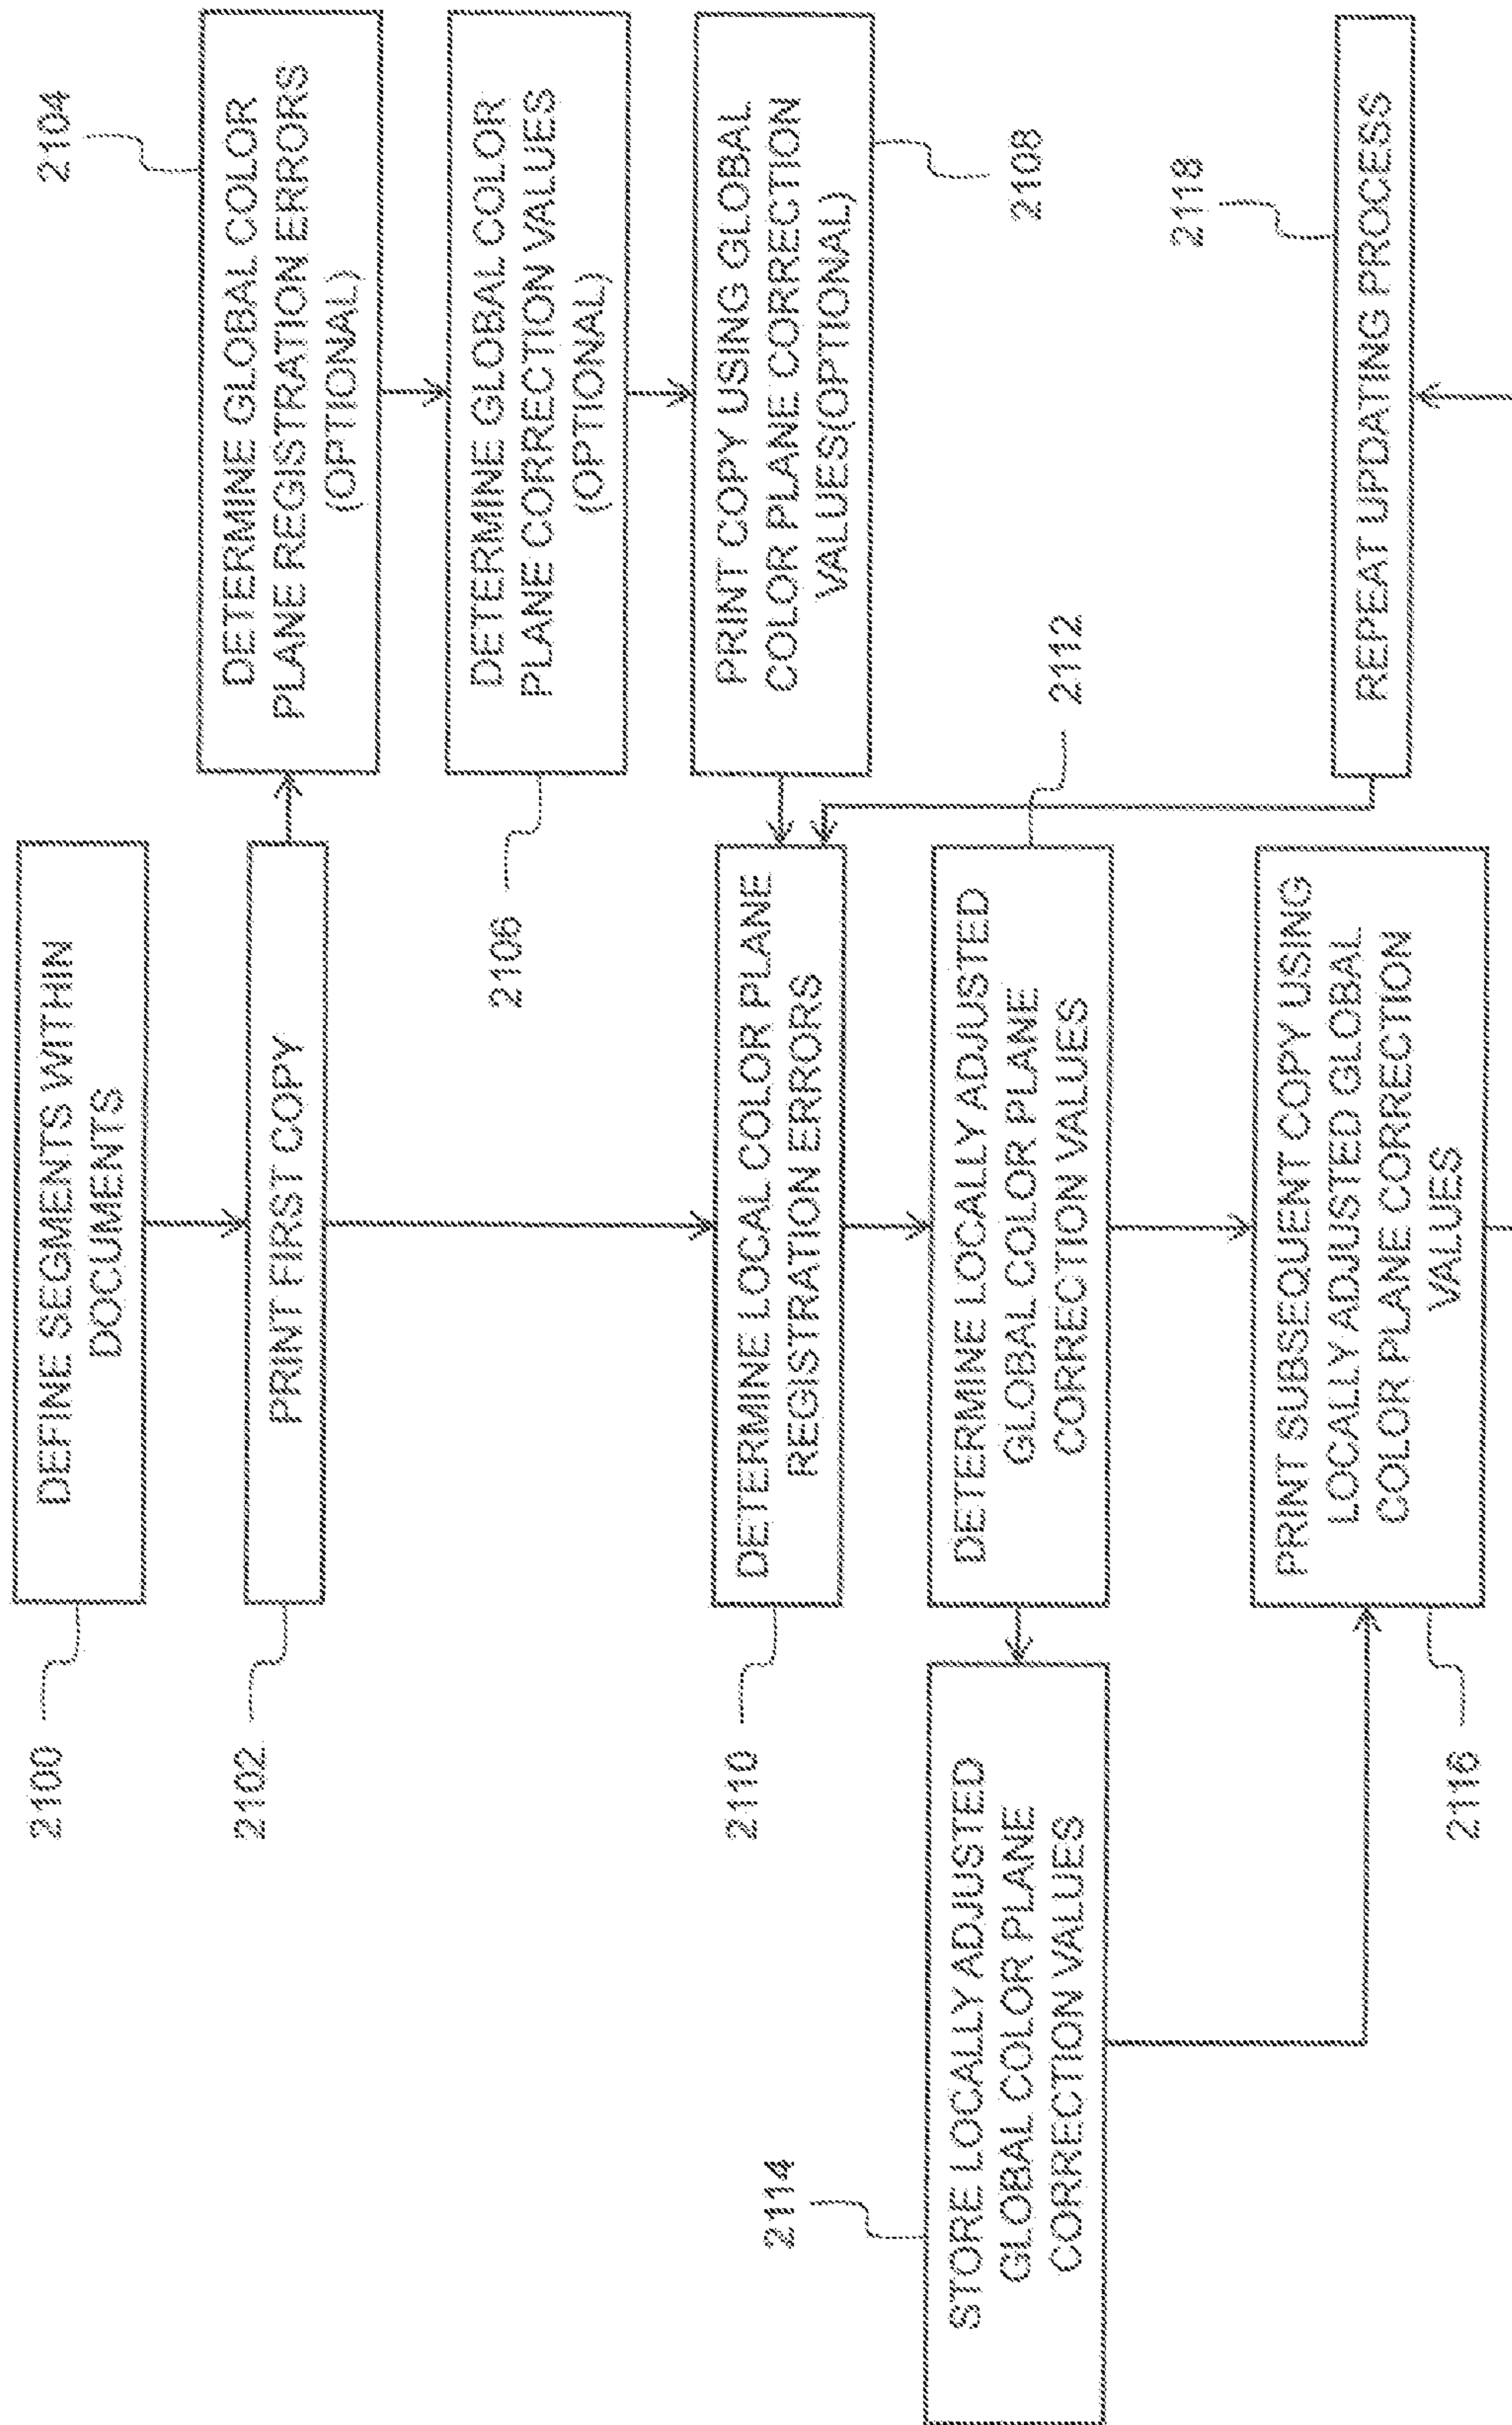 2100
DEFINE SEGMENTS WITHIN
DOCUMENTS
2102
PRINT FIRST COPY
2104
DETERMINE GLOBAL COLOR
PLANE REGISTRATION ERRORS
(OPTIONAL)
2106
DETERMINE GLOBAL COLOR
PLANE CORRECTION VALUES
(OPTIONAL)
2108
PRINT COPY USING GLOBAL
COLOR PLANE CORRECTION
VALUES(OPTIONAL)
2110
DETERMINE LOCAL COLOR PLANE
REGISTRATION ERRORS
2112
DETERMINE LOCALLY ADJUSTED
GLOBAL COLOR PLANE
CORRECTION VALUES
2114
STORE LOCALLY ADJUSTED
GLOBAL COLOR PLANE
CORRECTION VALUES
2116
PRINT SUBSEQUENT COPY USING
LOCALLY ADJUSTED GLOBAL
COLOR PLANE CORRECTION
VALUES
2118
REPEAT UPDATING PROCESS